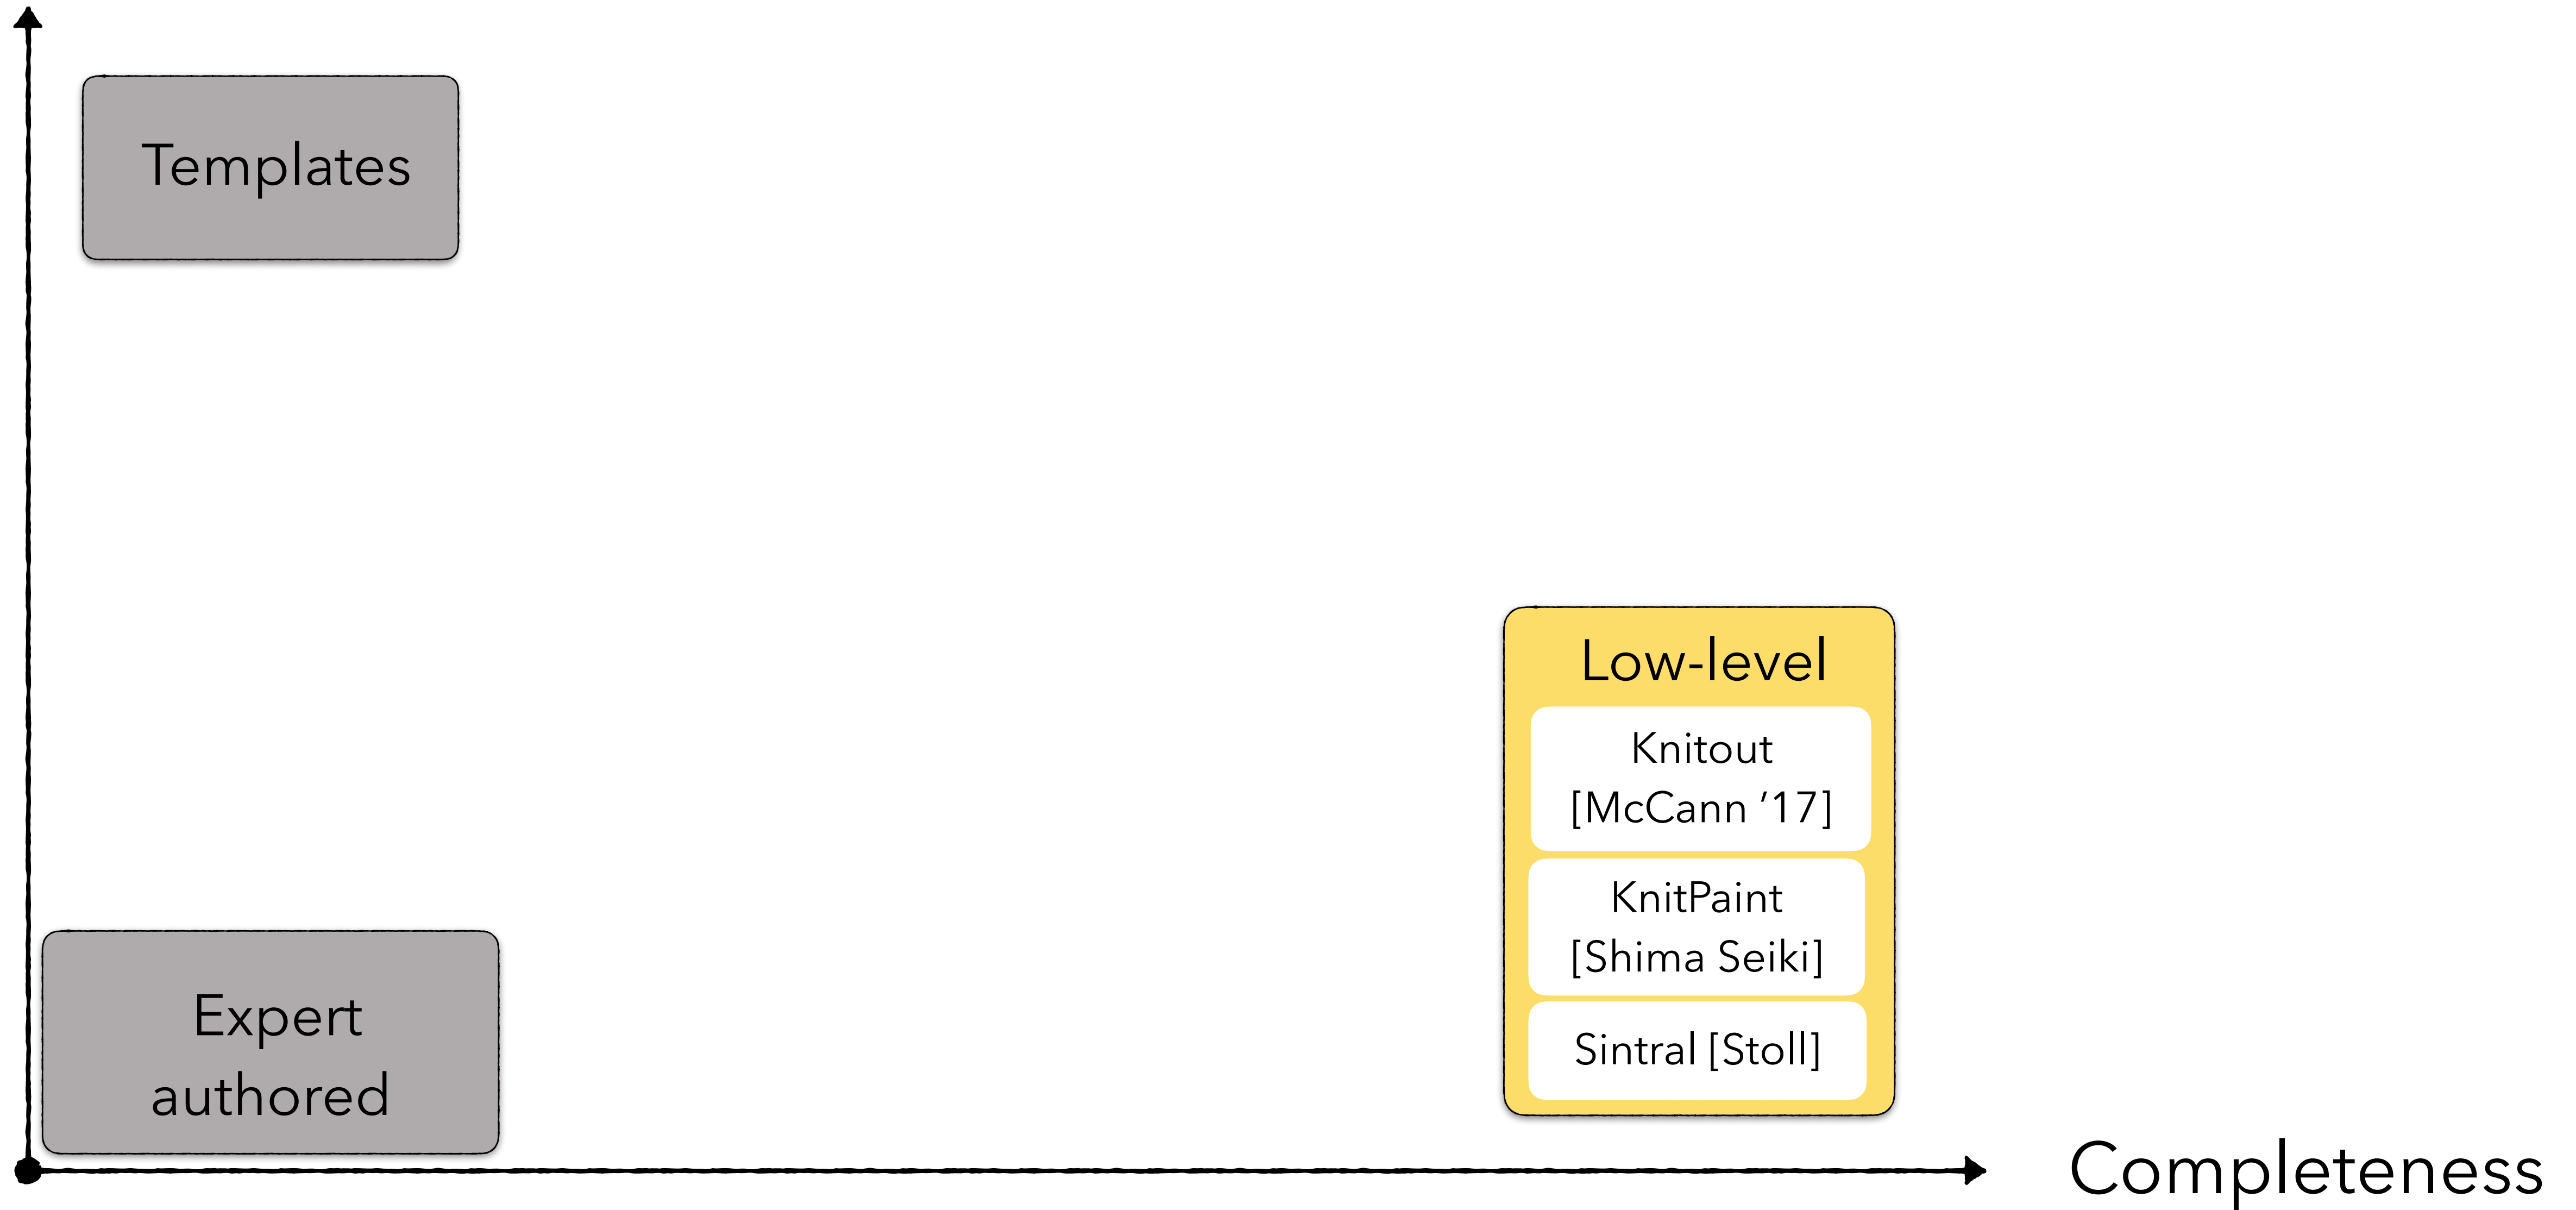 Templates
Low-level
Knitout
[McCann ’17]
KnitPaint
[Shima Seiki]
Sintral [Stoll]
Expert
authored
Completeness